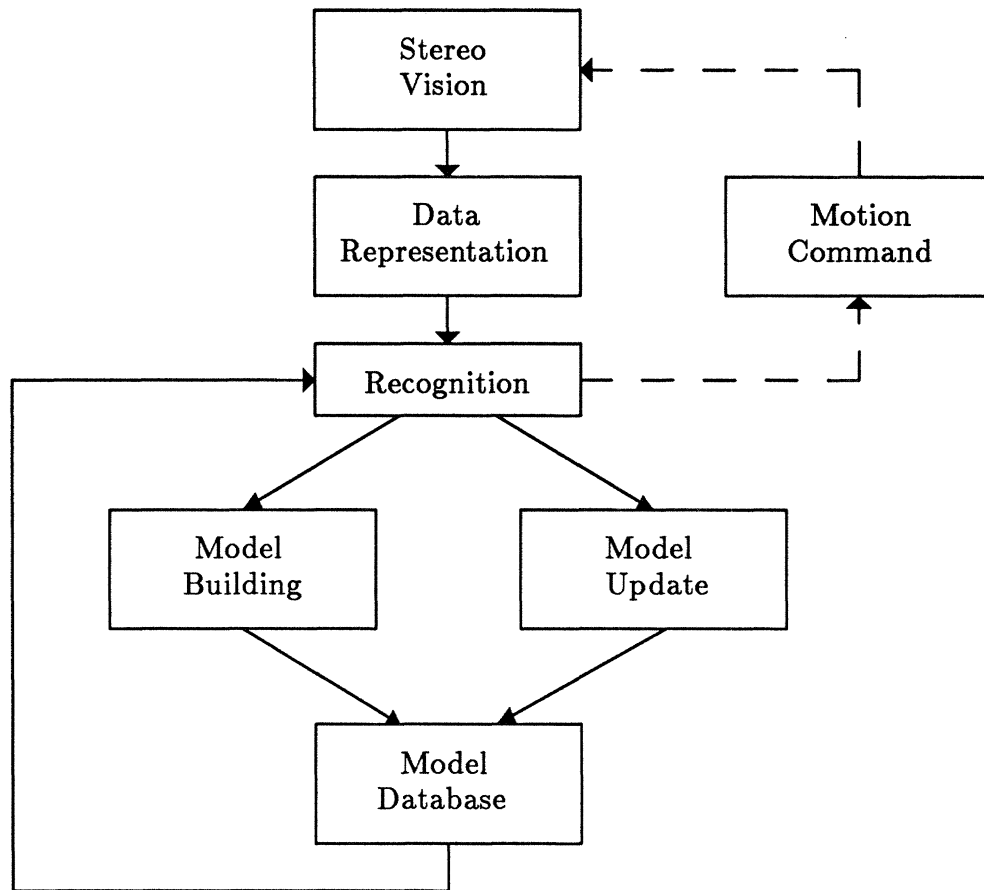 Stereo
Vision
Data
Representation
Motion
Command
Recognition
Model
Building
Model
Update
Model
Database